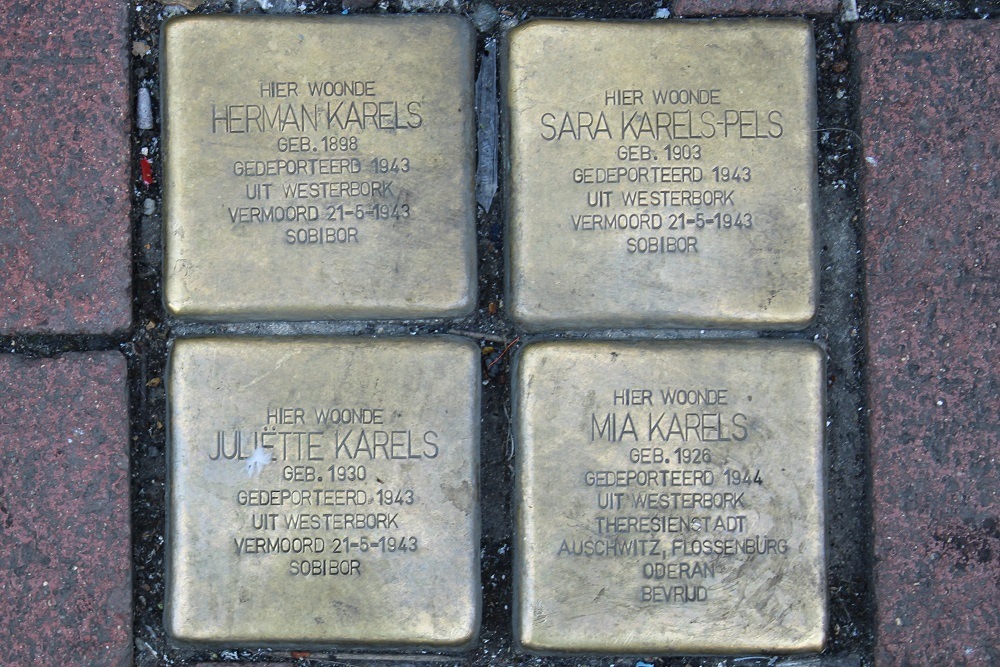 HIER WOONDE
HERMAN KARELS
GEB. 1898
GEDEPORTEERD 1943
UIT WESTERBORK
VERMOORD 21-5-1943
SOBIBOR
HIER WOONDE
SARA KARELS-PELS
GEB. 1903
GEDEPORTEERD 1943
UIT WESTERBORK
VERMOORD 21-5-1943
SOBIBOR
HIER WOONDE
JULIËTTE KARELS
GEB. 1930
GEDEPORTEERD 1943
UIT WESTERBORK
VERMOORD 21-5-1943
SOBIBOR
HIER WOONDE
MIA KARELS
GEB. 1926
GEDEPORTEERD 1944
UIT WESTERBORK
THERESIENSTADT
AUSCHWITZ, FLOSSENBÜRG
ODERAN
BEVRIJD